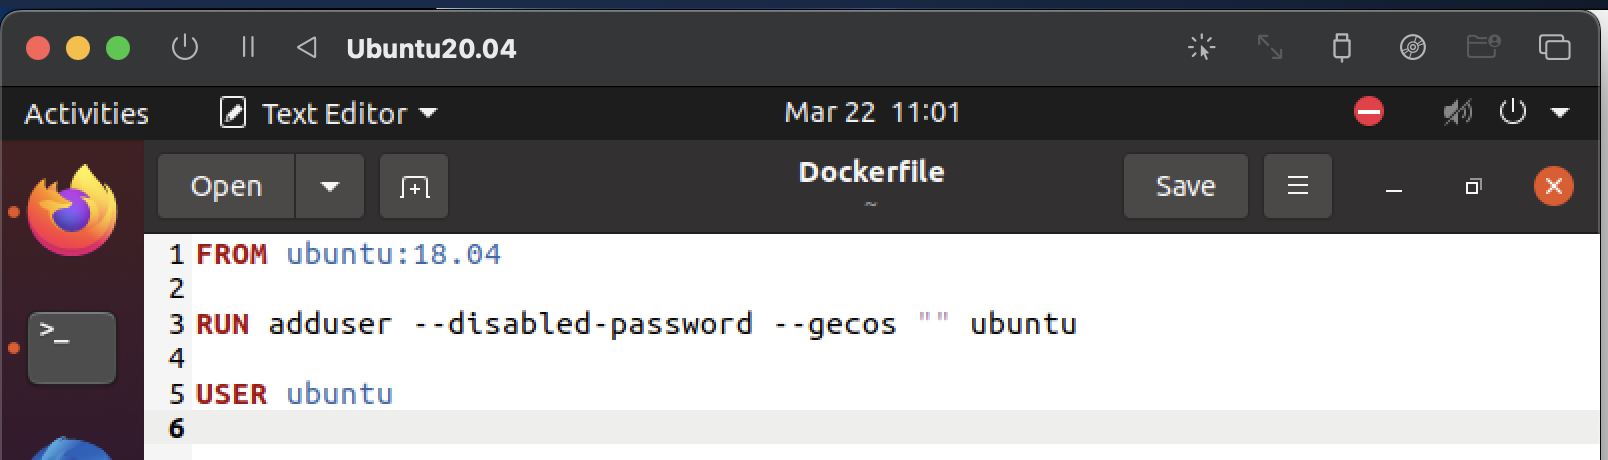 Ubuntu20.04
Activities Text Editor Mar 22 11:01
Open Dockerfile Save
~
1 FROM ubuntu:18.04
2
3 RUN adduser --disabled-password --gecos "" ubuntu
4
5 USER ubuntu
6
>_